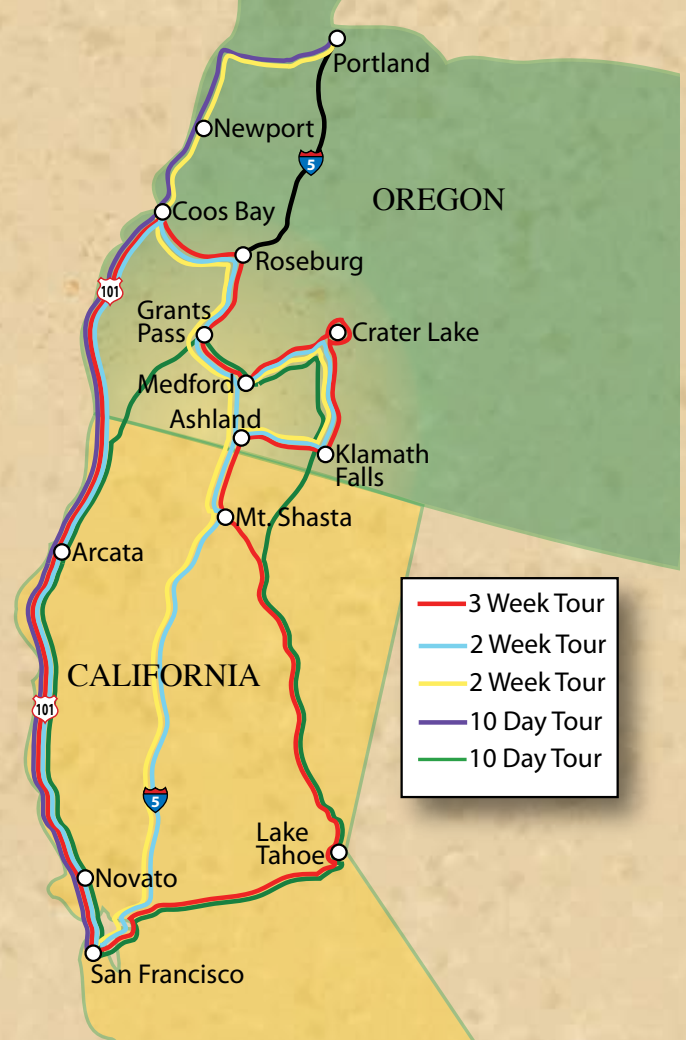 Portland
Newport
5
OREGON
Coos Bay
Roseburg
101
Grants
Pass
Crater Lake
Medford
Ashland
Klamath
Falls
Mt. Shasta
Arcata
3 Week Tour
2 Week Tour
2 Week Tour
10 Day Tour
10 Day Tour
CALIFORNIA
101
5
Lake
Tahoe
Novato
San Francisco